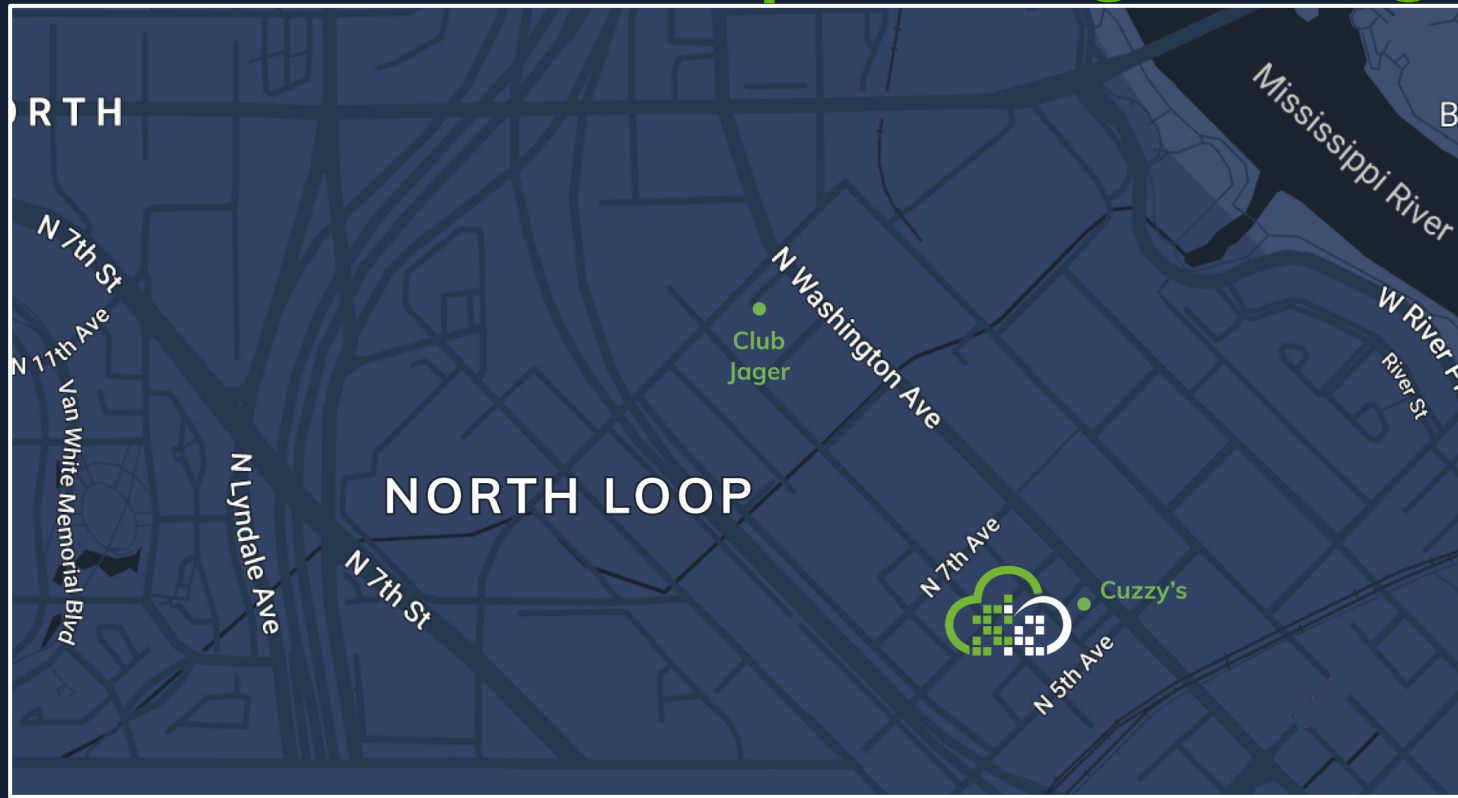 ORTH
Mississippi River
B
N 7th St
N 11th Ave
Van White Memorial Blvd
N Lyndale Ave
N Washington Ave
Club
Jager
W River
River St
NORTH LOOP
N 7th St
N 7th Ave
Cuzzy's
N 5th Ave